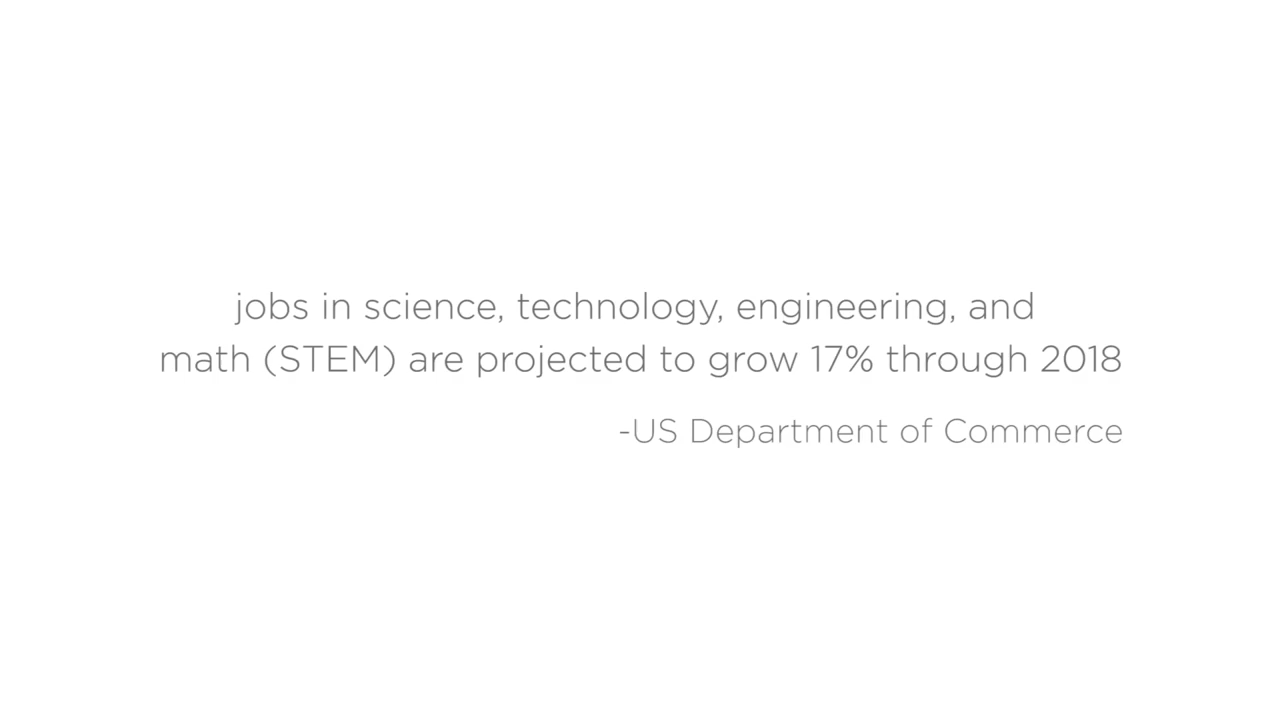 jobs in science, technology, engineering, and
math (STEM) are projected to grow 17% through 2018
-US Department of Commerce